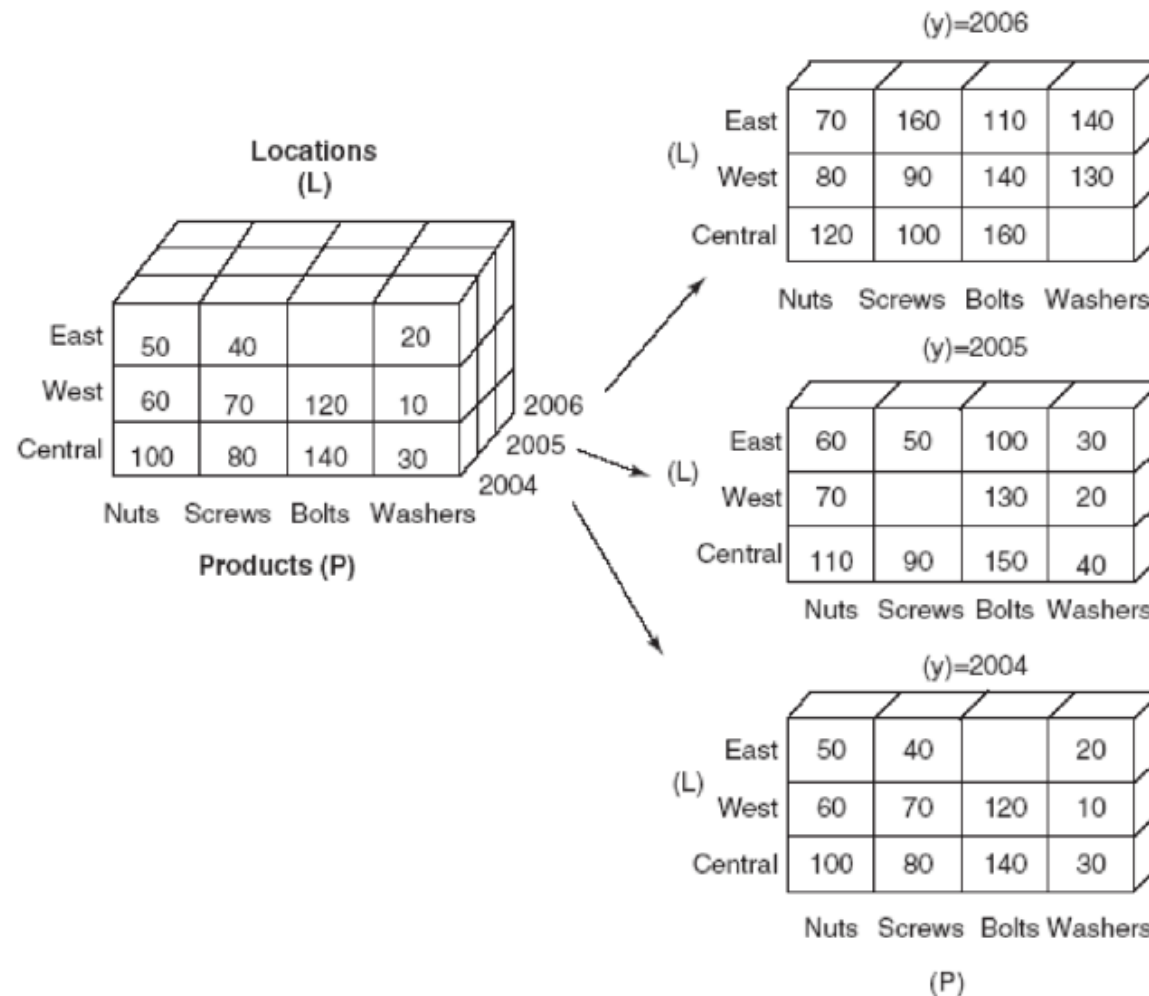 Locations
(L)
East 50 40 20
West 60 70 120 10
Central 100 80 140 30
2006
2005
2004
Nuts Screws Bolts Washers
Products (P)
(y)=2006
(L)
East 70 160 110 140
West 80 90 140 130
Central 120 100 160
Nuts Screws Bolts Washers
(y)=2005
(L)
East 60 50 100 30
West 70 130 20
Central 110 90 150 40
Nuts Screws Bolts Washers
(y)=2004
(L)
East 50 40 20
West 60 70 120 10
Central 100 80 140 30
Nuts Screws Bolts Washers
(P)